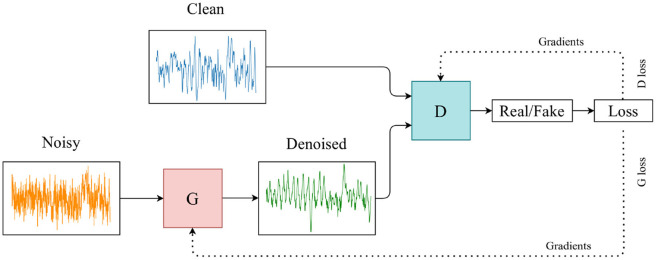 Clean
Gradients
D loss
D
Real/Fake
Loss
Noisy
Denoised
G
G loss
Gradients